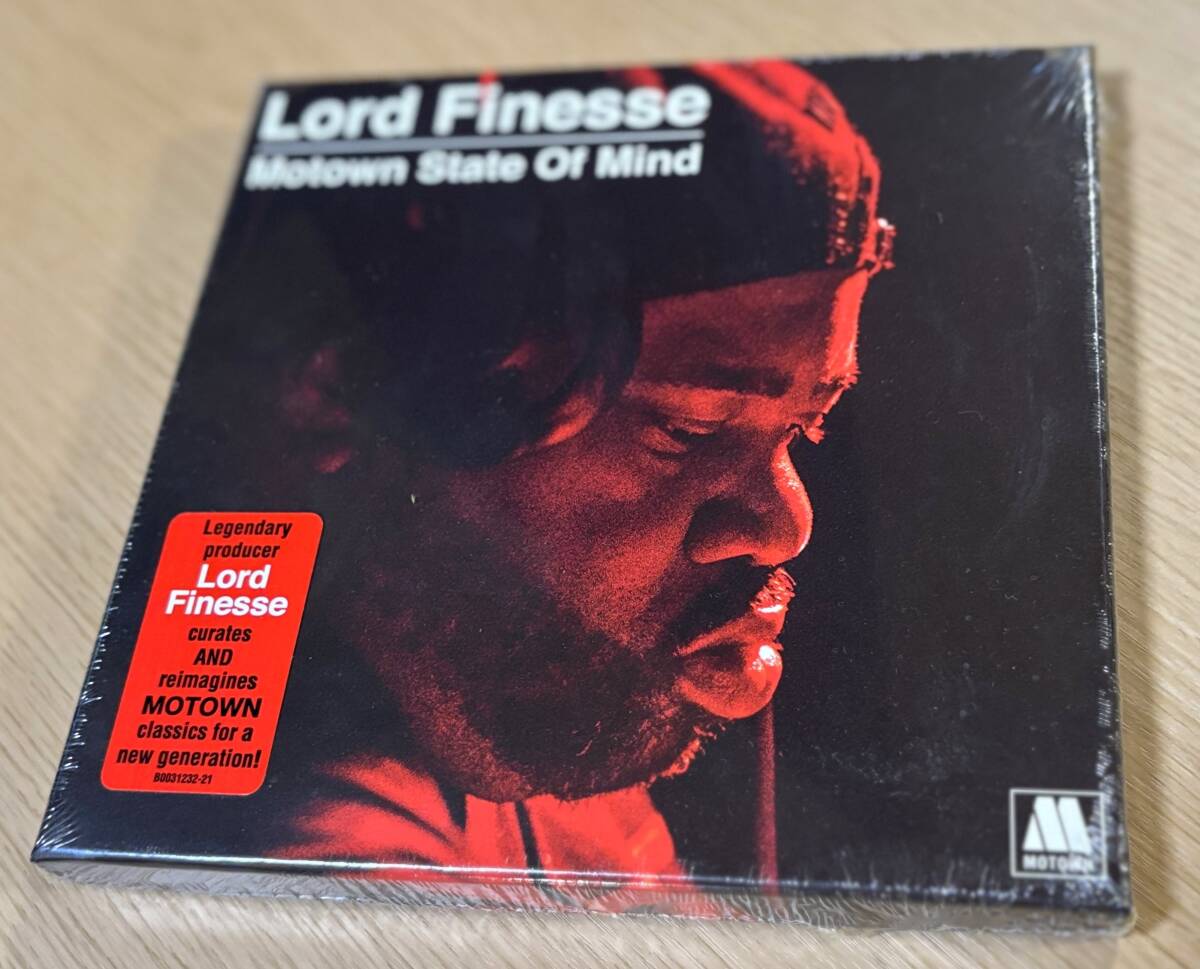 Lord Finesse
Motown State Of Mind
Legendary
producer
Lord
Finesse
curates
AND
reimagines
MOTOWN
classics for a
new generation!
B0031232-21
M
MOTOWN